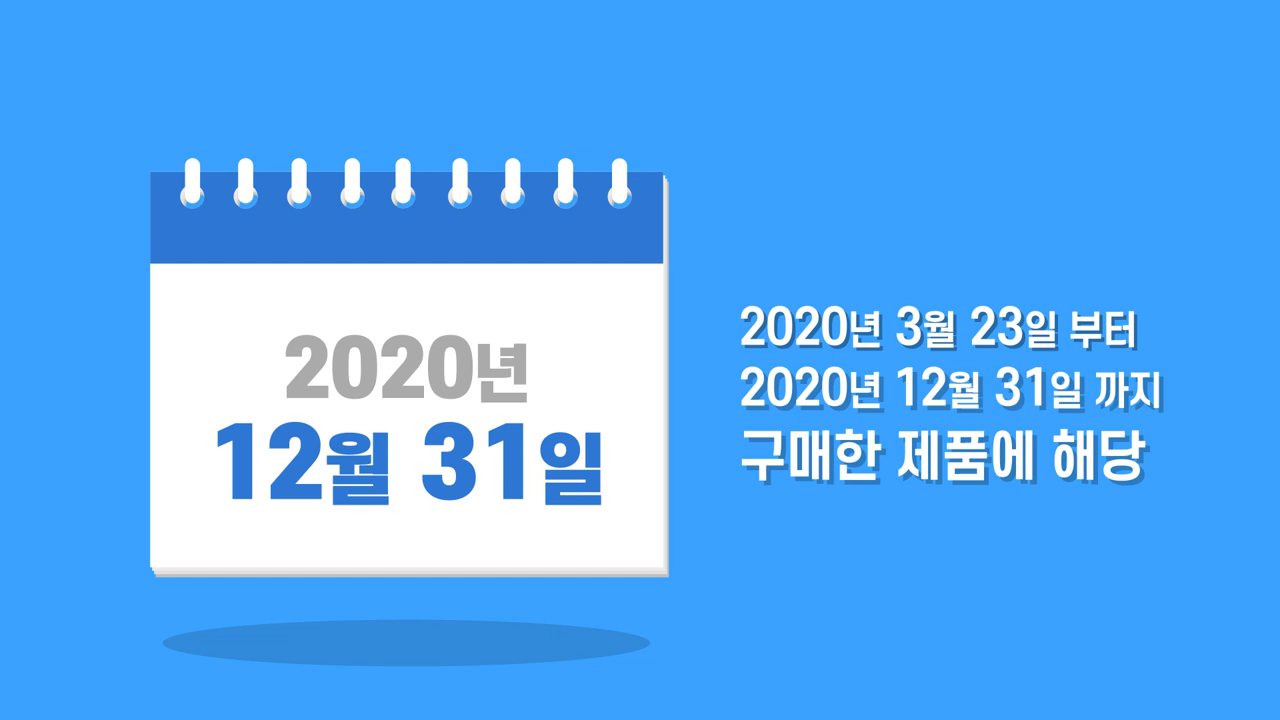 2020년
12월 31일
2020년 3월 23일 부터
2020년 12월 31일 까지
구매한 제품에 해당